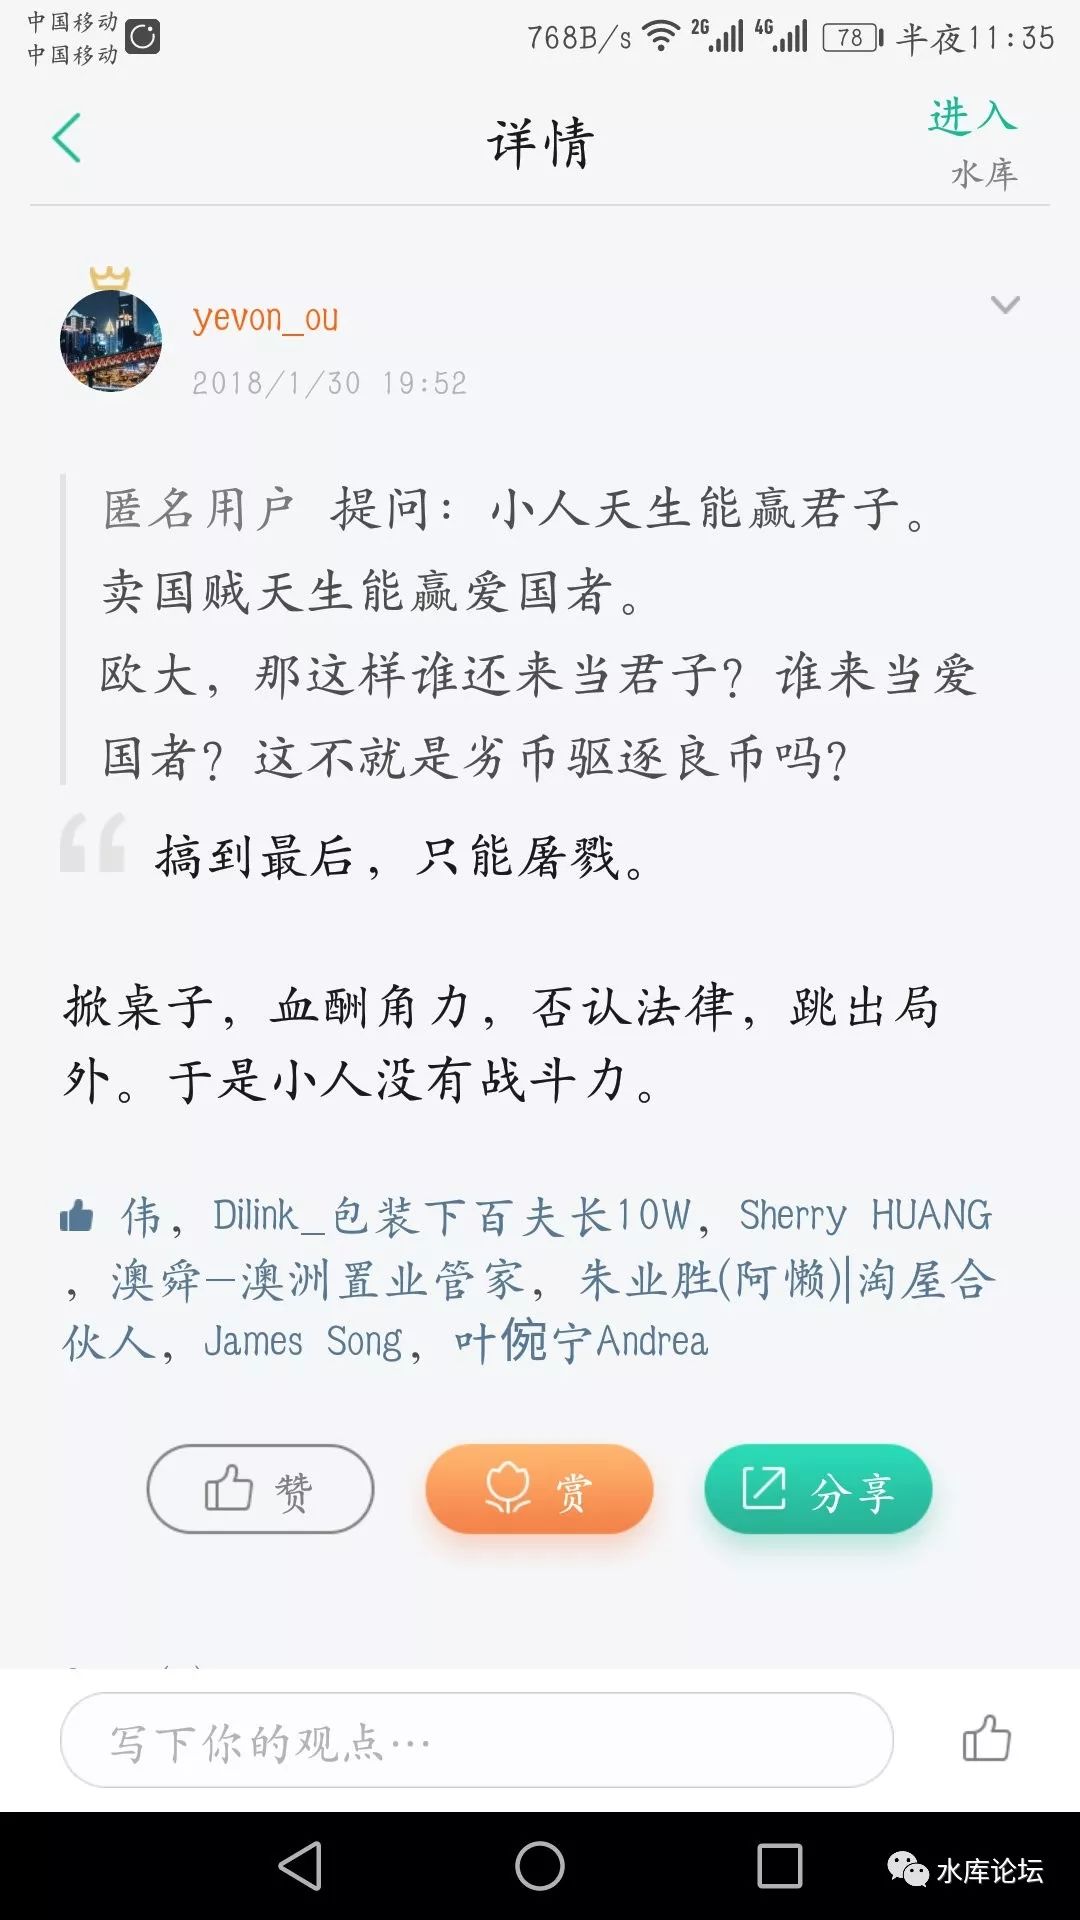 中国移动
中国移动
768B/s 2G 4G 78 半夜11:35
详情
进入
水库
yevon_ou
2018/1/30 19:52
匿名用户 提问：小人天生能赢君子。
卖国贼天生能赢爱国者。
欧大，那这样谁还来当君子？谁来当爱
国者？这不就是劣币驱逐良币吗？
搞到最后，只能屠戮。
掀桌子，血酬角力，否认法律，跳出局
外。于是小人没有战斗力。
伟，Dilink_包装下百夫长10W，Sherry HUANG
，澳舜-澳洲置业管家，朱业胜(阿懒)|淘屋合
伙人，James Song，叶倇宁Andrea
赞
赏
分享
写下你的观点…
水库论坛